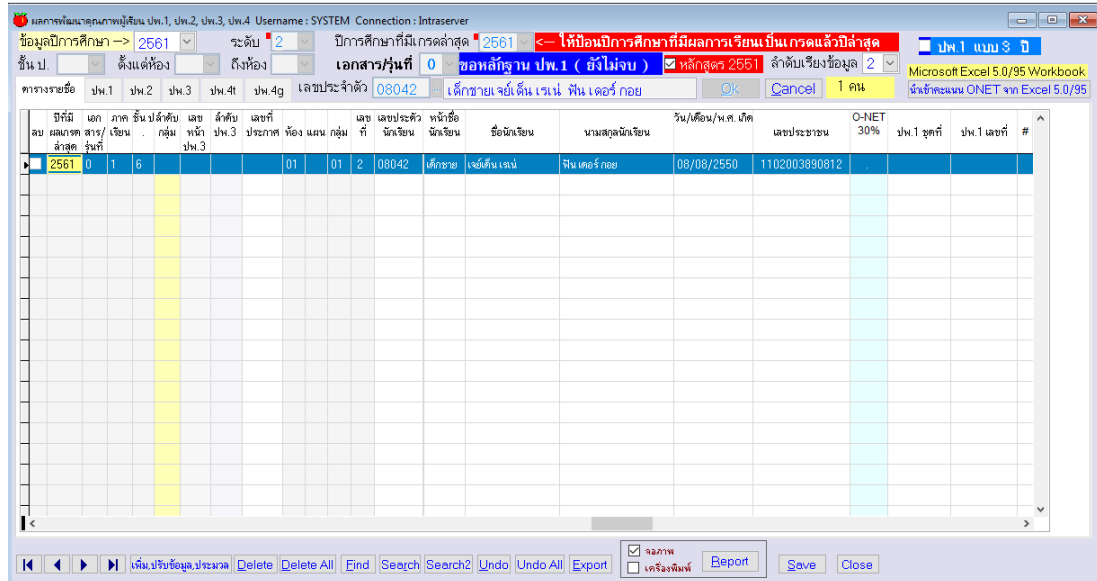 ผลการพัฒนาคุณภาพผู้เรียน ปพ.1, ปพ.2, ปพ.3, ปพ.4 Username : SYSTEM Connection : Intraserver
ข้อมูลปีการศึกษา —> 2561 ระดับ 2 ปีการศึกษาที่มีเกรดล่าสุด 2561 <— ให้ป้อนปีการศึกษาที่มีผลการเรียนเป็นเกรดแล้วปีล่าสุด ปพ.1 แบบ 3 ปี
ชั้น ป. ตั้งแต่ห้อง ถึงห้อง เอกสาร/รุ่นที่ 0 ขอหลักฐาน ปพ.1 ( ยังไม่จบ ) หลักสูตร 2551 ลำดับเรียงข้อมูล 2 Microsoft Excel 5.0/95 Workbook
ตารางรายชื่อ ปพ.1 ปพ.2 ปพ.3 ปพ.4t ปพ.4g เลขประจำตัว 08042 ... เด็กชายเจย์เด็น เรเน่ ฟัน เดอร์ กอย Ok Cancel 1 คน นำเข้าคะแนน ONET จาก Excel 5.0/95
ปีที่มี เอก ภาค ชั้น ป ลำดับ เลข ลำดับ เลขที่ เลข เลขประจำตัว หน้าชื่อ วัน/เดือน/พ.ศ. เกิด O-NET
ลบ ผลเกรด สาร/ เรียน . กลุ่ม หน้า ปพ.3 ประกาศ ห้อง แผน กลุ่ม ที่ นักเรียน นักเรียน ชื่อนักเรียน นามสกุลนักเรียน เลขประชาชน 30% ปพ.1 ชุดที่ ปพ.1 เลขที่ #
ล่าสุด รุ่นที่ ปพ.3
2561 0 1 6 01 01 2 08042 เด็กชาย เจย์เด็น เรเน่ ฟัน เดอร์ กอย 08/08/2550 1102003890812 .
เพิ่ม,ปรับข้อมูล,ประมวล Delete Delete All Find Search Search2 Undo Undo All Export จอภาพ Report Save Close
เครื่องพิมพ์